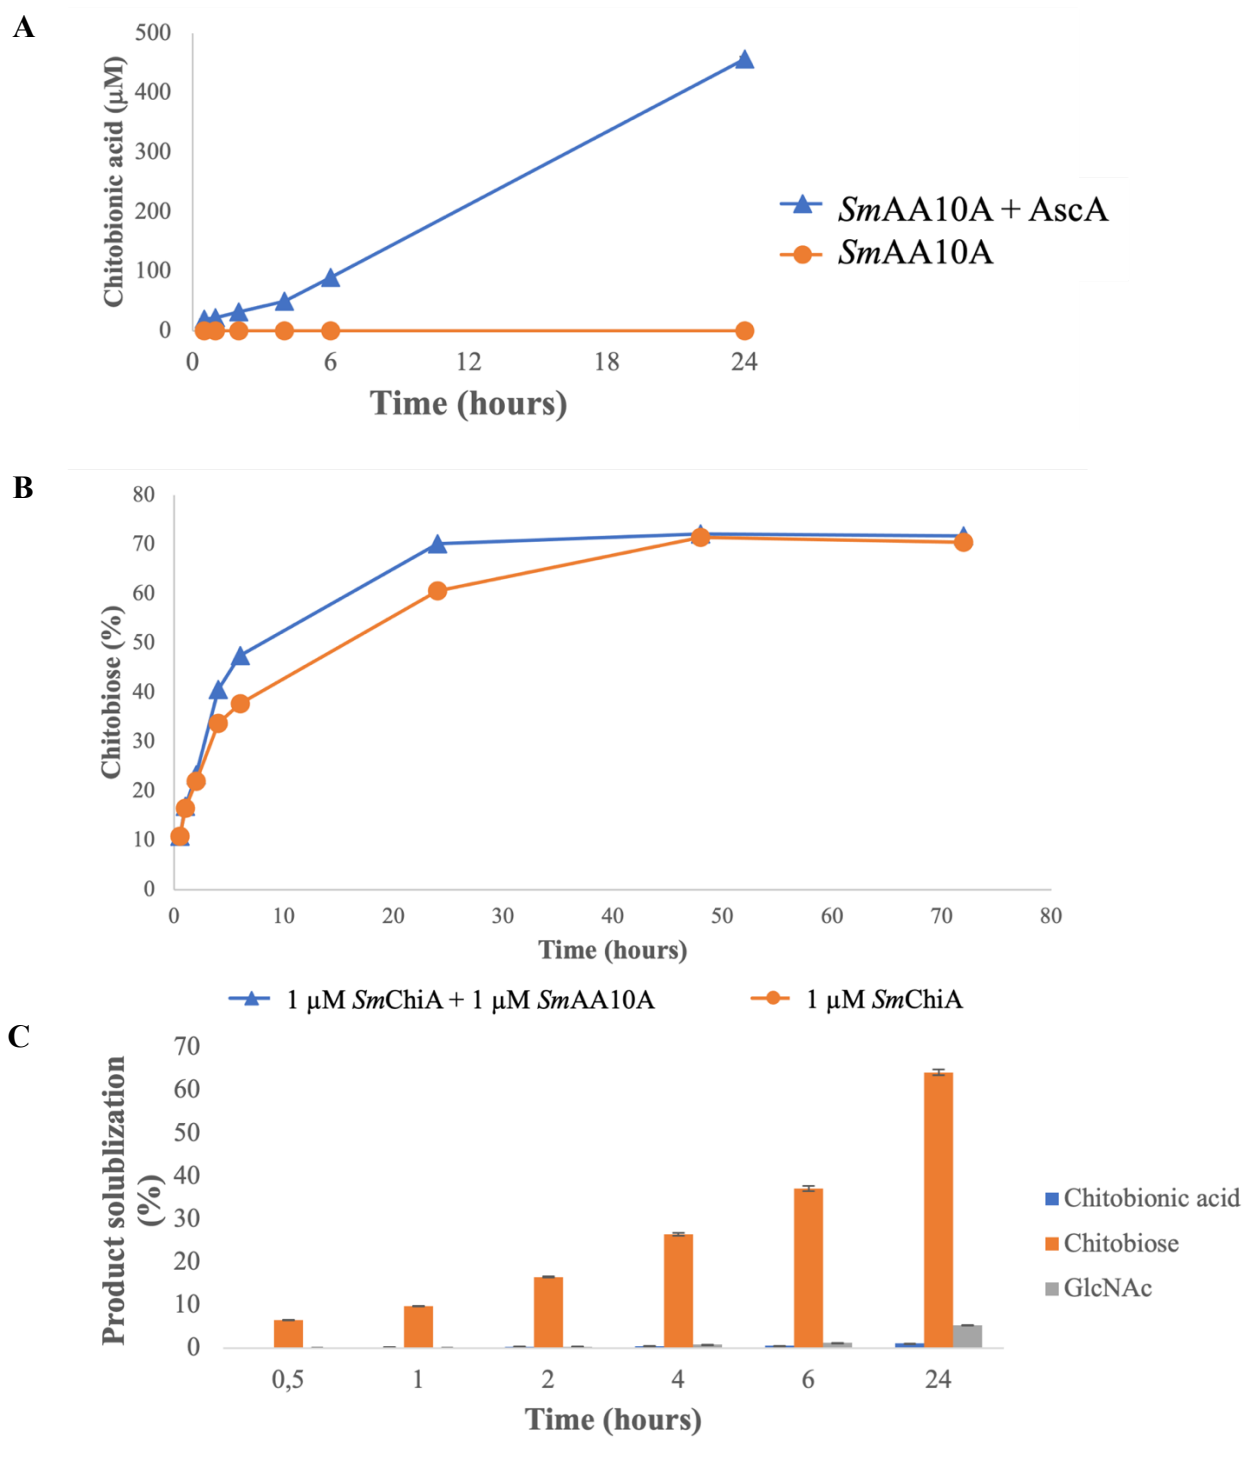 A
Chitobionic acid (µM)
500
400
300
200
100
0
0 6 12 18 24
Time (hours)
SmAA10A + AscA
SmAA10A
B
Chitobiose (%)
80
70
60
50
40
30
20
10
0
0 10 20 30 40 50 60 70 80
Time (hours)
1 µM SmChiA + 1 µM SmAA10A 1 µM SmChiA
C
Product solublization
(%)
70
60
50
40
30
20
10
0
0,5 1 2 4 6 24
Time (hours)
Chitobionic acid
Chitobiose
GlcNAc